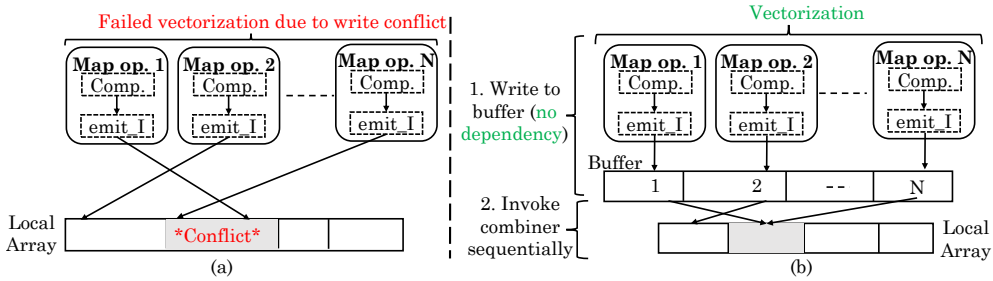 Failed vectorization due to write conflict
Map op. 1
Comp.
emit_I
Map op. 2
Comp.
emit_I
Map op. N
Comp.
emit_I
Local
Array
*Conflict*
(a)
Vectorization
1. Write to
buffer (no
dependency)
Map op. 1
Comp.
emit_I
Map op. 2
Comp.
emit_I
Map op. N
Comp.
emit_I
Buffer
1
2
--
N
2. Invoke
combiner
sequentially
Local
Array
(b)